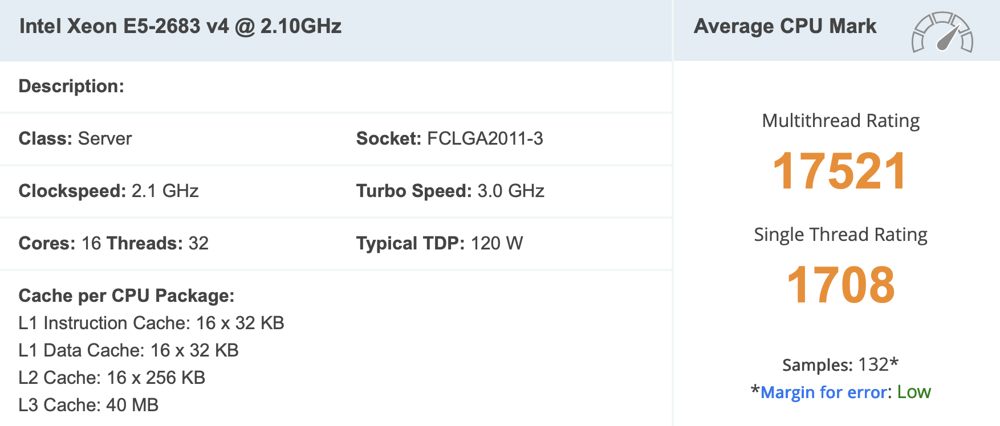 Intel Xeon E5-2683 v4 @ 2.10GHz
Description:
Class: Server
Socket: FCLGA2011-3
Clockspeed: 2.1 GHz
Turbo Speed: 3.0 GHz
Cores: 16 Threads: 32
Typical TDP: 120 W
Cache per CPU Package:
L1 Instruction Cache: 16 x 32 KB
L1 Data Cache: 16 x 32 KB
L2 Cache: 16 x 256 KB
L3 Cache: 40 MB
Average CPU Mark
Multithread Rating
17521
Single Thread Rating
1708
Samples: 132*
*Margin for error: Low